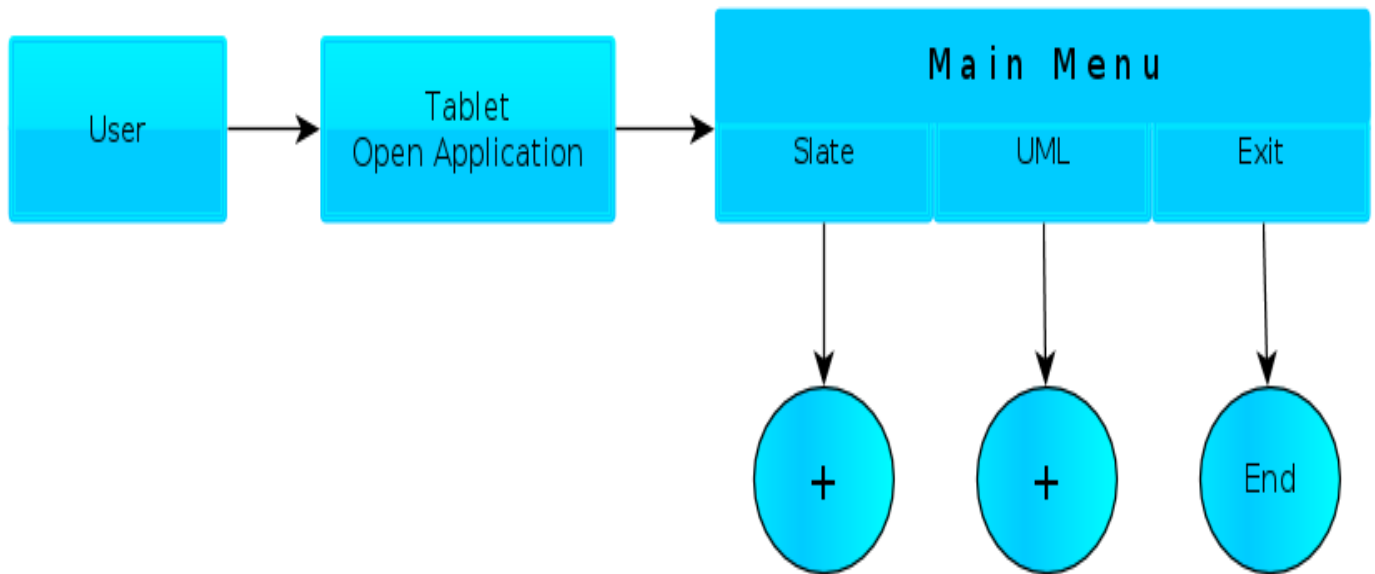 User
Tablet
Open Application
Main Menu
Slate
UML
Exit
+
+
End